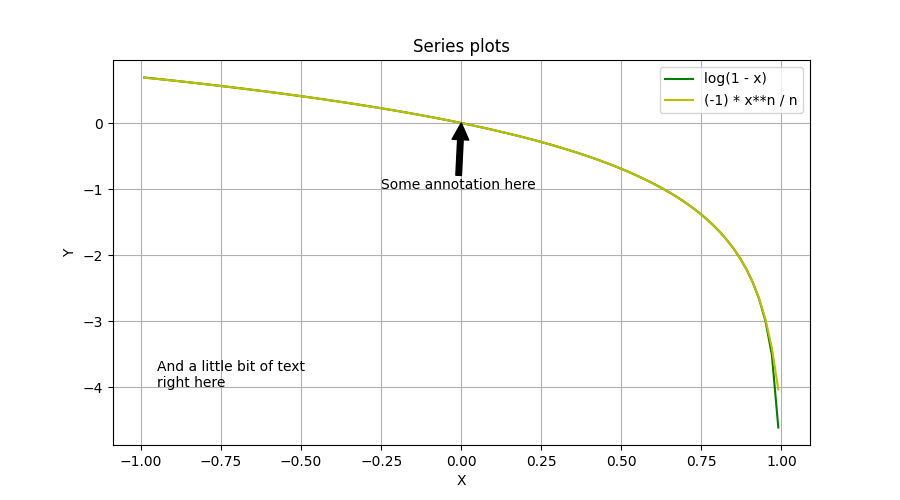 Series plots
log(1 - x)
(-1) * x**n / n
0
−1
−2
−3
−4
Y
Some annotation here
And a little bit of text
right here
−1.00 −0.75 −0.50 −0.25 0.00 0.25 0.50 0.75 1.00
X